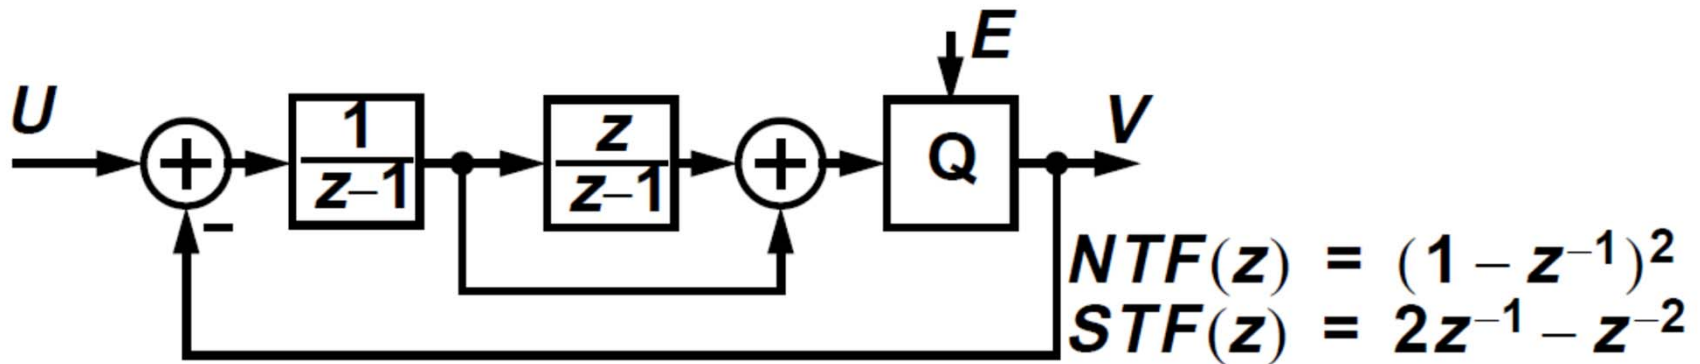 E
U
1
z–1
z
z–1
Q
V
–
NTF(z) = (1 – z⁻¹)²
STF(z) = 2z⁻¹ – z⁻²